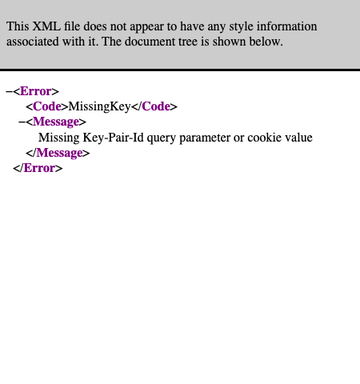 This XML file does not appear to have any style information
associated with it. The document tree is shown below.
−<Error>
<Code>MissingKey</Code>
−<Message>
Missing Key-Pair-Id query parameter or cookie value
</Message>
</Error>